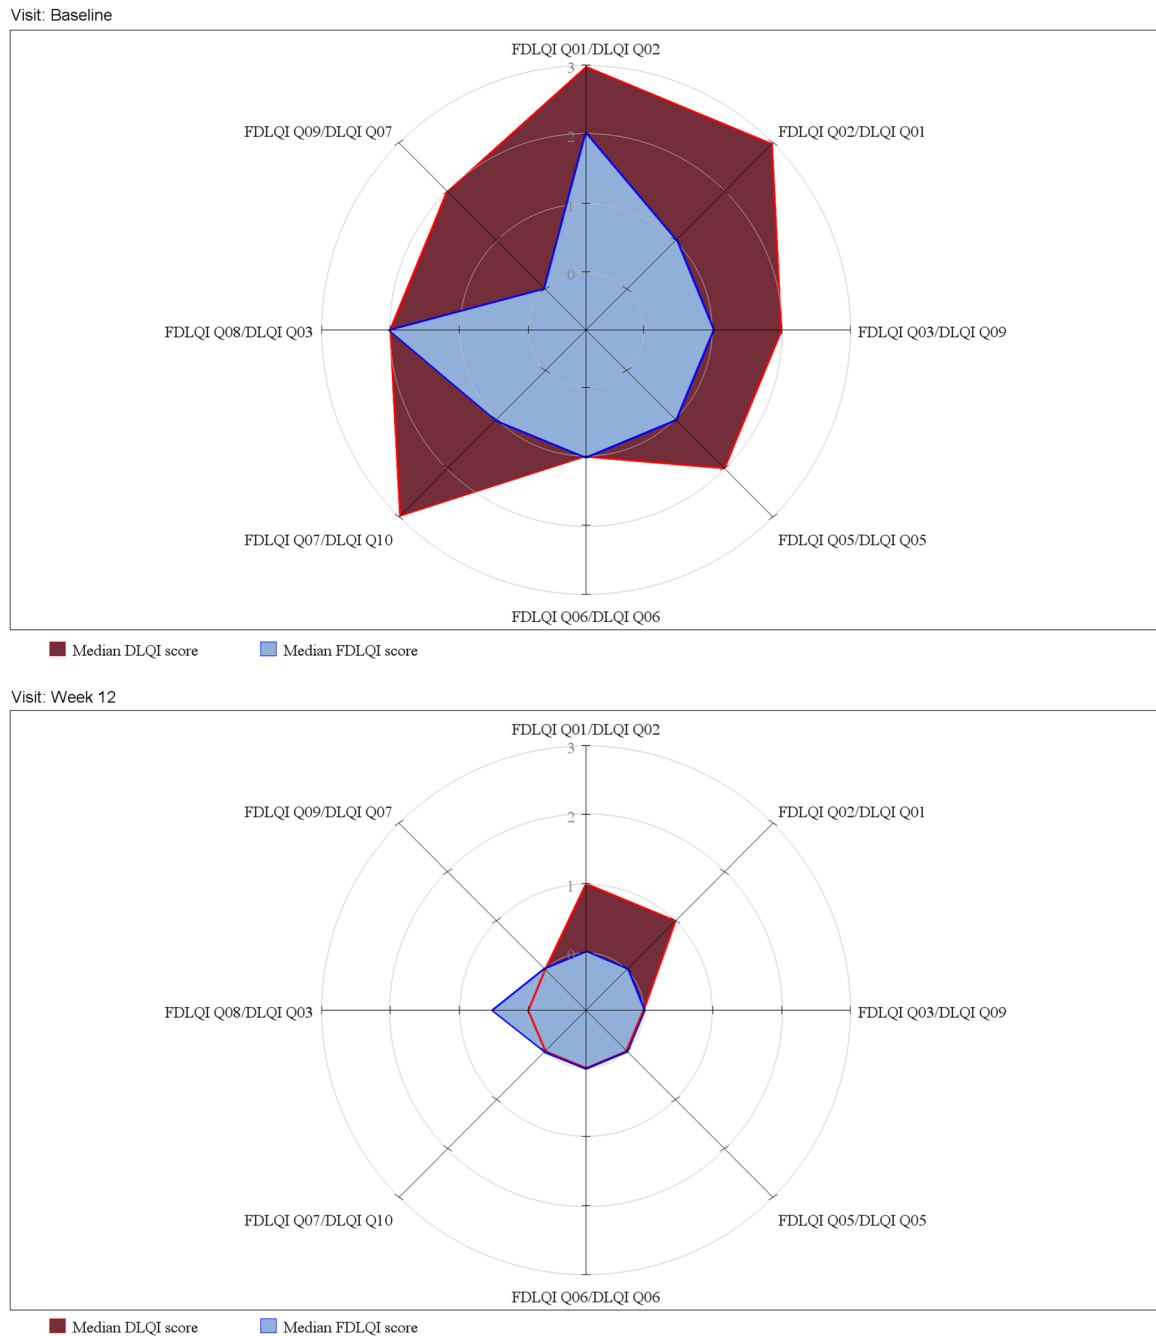 Visit: Baseline
FDLQI Q01/DLQI Q02
3
FDLQI Q09/DLQI Q07
FDLQI Q02/DLQI Q01
2
1
0
FDLQI Q08/DLQI Q03
FDLQI Q03/DLQI Q09
FDLQI Q07/DLQI Q10
FDLQI Q05/DLQI Q05
FDLQI Q06/DLQI Q06
Median DLQI score
Median FDLQI score
Visit: Week 12
FDLQI Q01/DLQI Q02
3
FDLQI Q09/DLQI Q07
FDLQI Q02/DLQI Q01
2
1
0
FDLQI Q08/DLQI Q03
FDLQI Q03/DLQI Q09
FDLQI Q07/DLQI Q10
FDLQI Q05/DLQI Q05
FDLQI Q06/DLQI Q06
Median DLQI score
Median FDLQI score